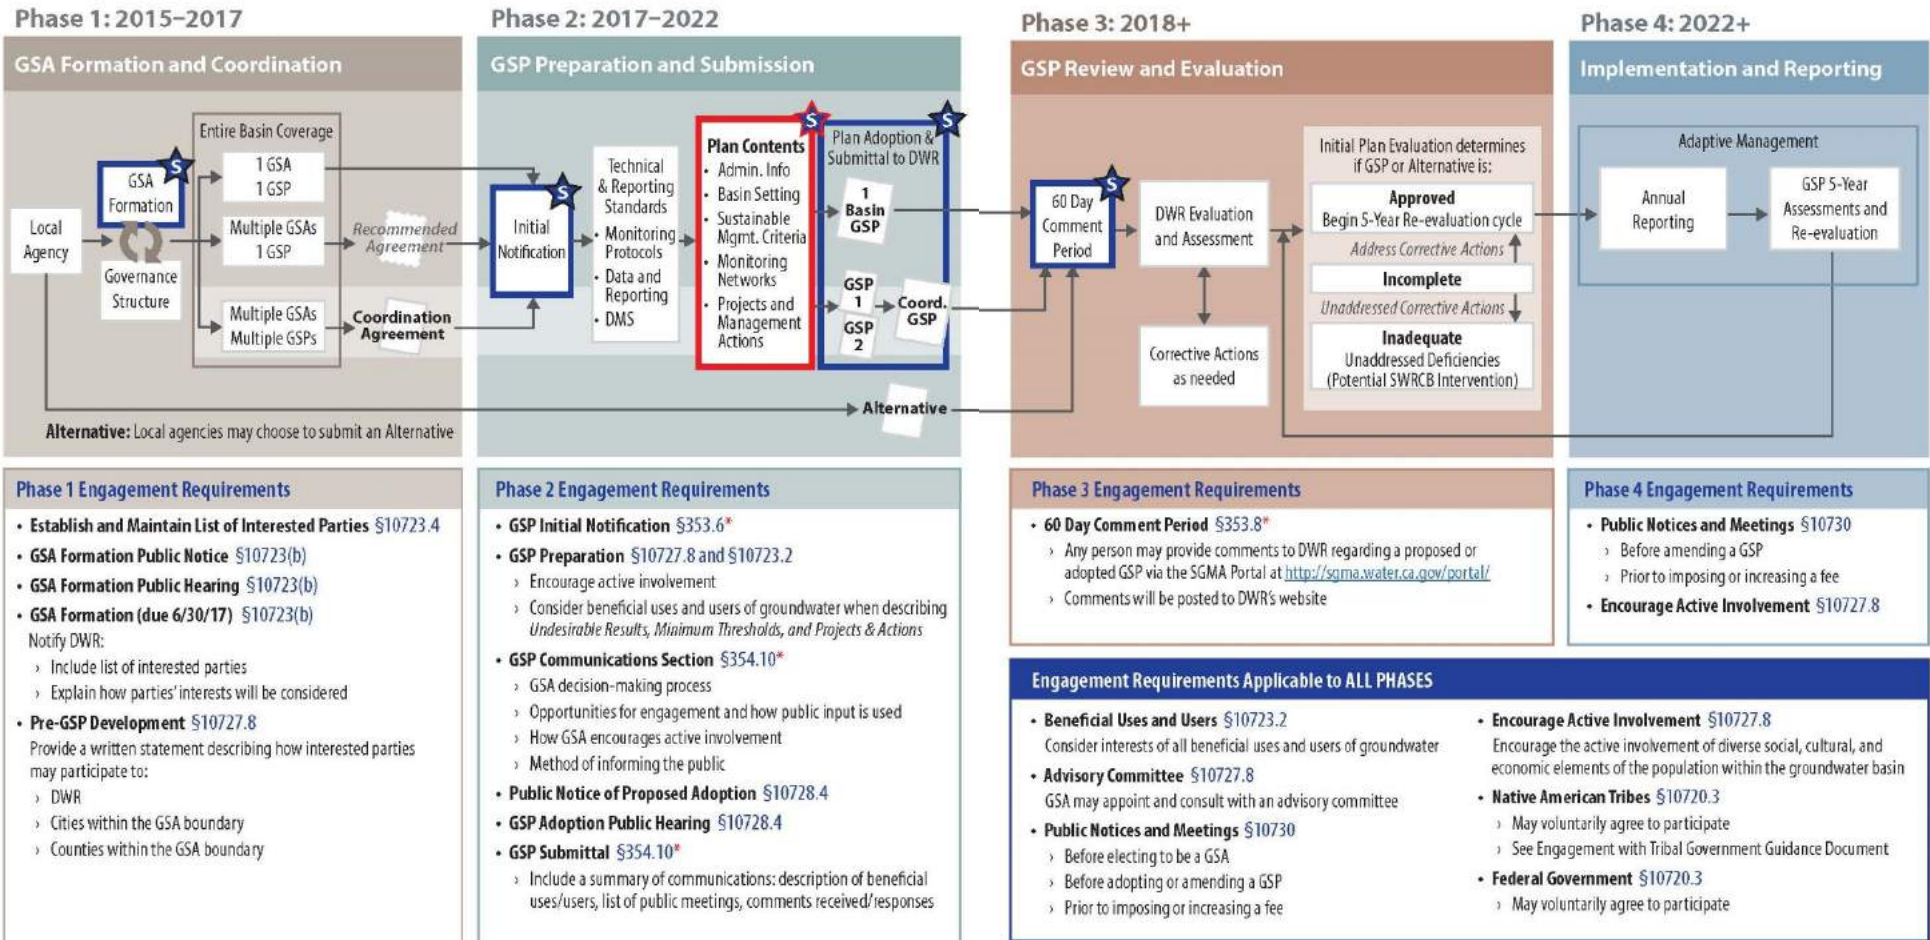 Phase 1: 2015–2017
GSA Formation and Coordination
Entire Basin Coverage
S
GSA
Formation
1 GSA
1 GSP
Local
Agency
Multiple GSAs
1 GSP
Recommended
Agreement
Governance
Structure
Multiple GSAs
Multiple GSPs
Coordination
Agreement
Alternative: Local agencies may choose to submit an Alternative
Phase 2: 2017–2022
GSP Preparation and Submission
S
Initial
Notification
Technical
& Reporting
Standards
• Monitoring
Protocols
• Data and
Reporting
• DMS
S
Plan Contents
• Admin. Info
• Basin Setting
• Sustainable
Mgmt. Criteria
• Monitoring
Networks
• Projects and
Management
Actions
S
Plan Adoption &
Submittal to DWR
1
Basin
GSP
GSP
1
GSP
2
Coord.
GSP
Alternative
Phase 3: 2018+
GSP Review and Evaluation
S
60 Day
Comment
Period
DWR Evaluation
and Assessment
Corrective Actions
as needed
Initial Plan Evaluation determines
if GSP or Alternative is:
Approved
Begin 5-Year Re-evaluation cycle
Address Corrective Actions
Incomplete
Unaddressed Corrective Actions
Inadequate
Unaddressed Deficiencies
(Potential SWRCB Intervention)
Phase 4: 2022+
Implementation and Reporting
Adaptive Management
Annual
Reporting
GSP 5-Year
Assessments and
Re-evaluation
Phase 1 Engagement Requirements
• Establish and Maintain List of Interested Parties §10723.4
• GSA Formation Public Notice §10723(b)
• GSA Formation Public Hearing §10723(b)
• GSA Formation (due 6/30/17) §10723(b)
Notify DWR:
› Include list of interested parties
› Explain how parties' interests will be considered
• Pre-GSP Development §10727.8
Provide a written statement describing how interested parties
may participate to:
› DWR
› Cities within the GSA boundary
› Counties within the GSA boundary
Phase 2 Engagement Requirements
• GSP Initial Notification §353.6*
• GSP Preparation §10727.8 and §10723.2
› Encourage active involvement
› Consider beneficial uses and users of groundwater when describing
Undesirable Results, Minimum Thresholds, and Projects & Actions
• GSP Communications Section §354.10*
› GSA decision-making process
› Opportunities for engagement and how public input is used
› How GSA encourages active involvement
› Method of informing the public
• Public Notice of Proposed Adoption §10728.4
• GSP Adoption Public Hearing §10728.4
• GSP Submittal §354.10*
› Include a summary of communications: description of beneficial
uses/users, list of public meetings, comments received/responses
Phase 3 Engagement Requirements
• 60 Day Comment Period §353.8*
› Any person may provide comments to DWR regarding a proposed or
adopted GSP via the SGMA Portal at http://sgma.water.ca.gov/portal/
› Comments will be posted to DWR's website
Phase 4 Engagement Requirements
• Public Notices and Meetings §10730
› Before amending a GSP
› Prior to imposing or increasing a fee
• Encourage Active Involvement §10727.8
Engagement Requirements Applicable to ALL PHASES
• Beneficial Uses and Users §10723.2
Consider interests of all beneficial uses and users of groundwater
• Advisory Committee §10727.8
GSA may appoint and consult with an advisory committee
• Public Notices and Meetings §10730
› Before electing to be a GSA
› Before adopting or amending a GSP
› Prior to imposing or increasing a fee
• Encourage Active Involvement §10727.8
Encourage the active involvement of diverse social, cultural, and
economic elements of the population within the groundwater basin
• Native American Tribes §10720.3
› May voluntarily agree to participate
› See Engagement with Tribal Government Guidance Document
• Federal Government §10720.3
› May voluntarily agree to participate